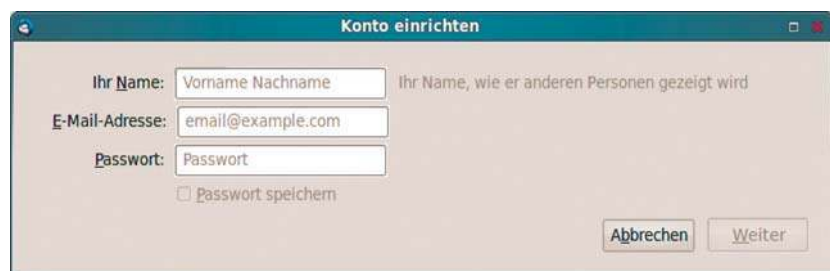 Konto einrichten
Ihr Name: Vorname Nachname Ihr Name, wie er anderen Personen gezeigt wird
E-Mail-Adresse: email@example.com
Passwort: Passwort
Passwort speichern
Abbrechen Weiter